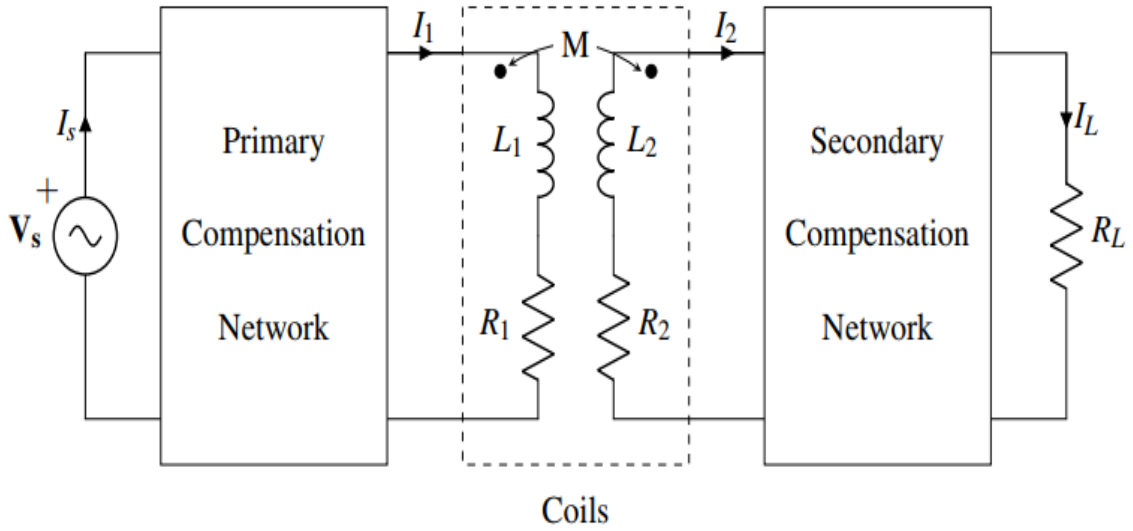 I1
M
I2
Is
Primary
Compensation
Network
L1
L2
Secondary
Compensation
Network
IL
+
Vs
R1
R2
RL
Coils